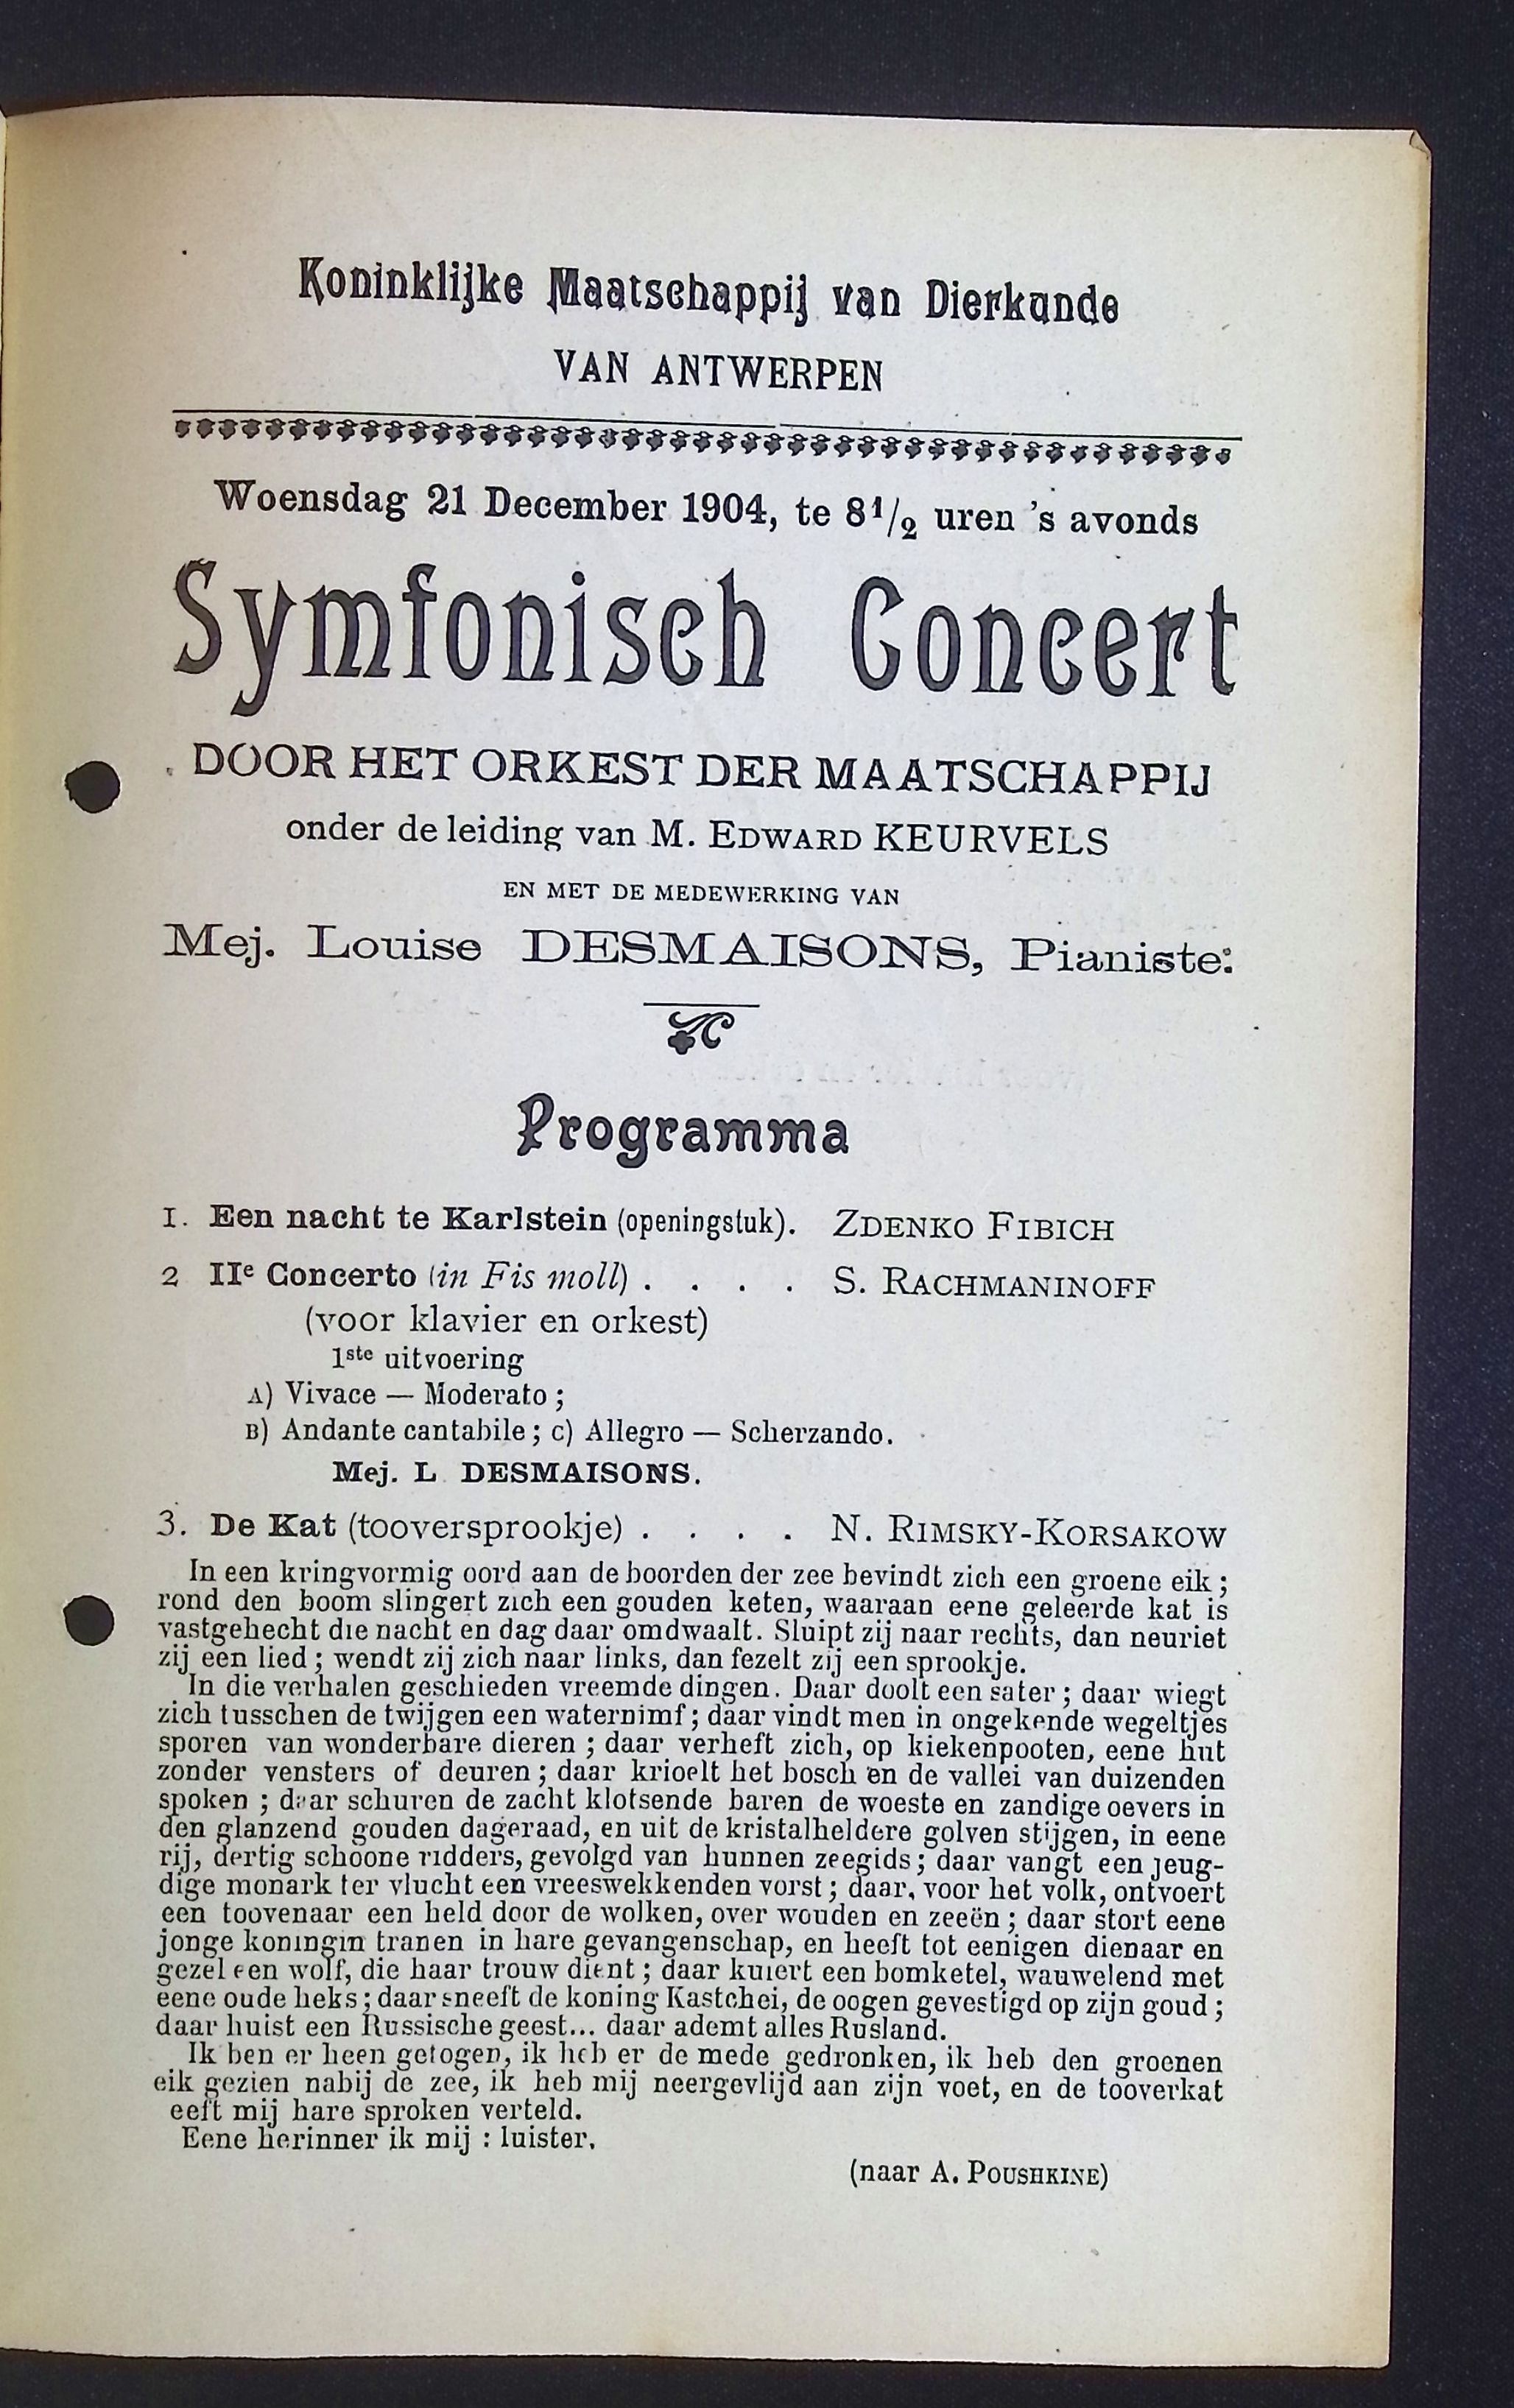 Koninklijke Maatschappij van Dierkunde
VAN ANTWERPEN
Woensdag 21 December 1904, te 8 1/2 uren 's avonds
Symfonisch Concert
DOOR HET ORKEST DER MAATSCHAPPIJ
onder de leiding van M. EDWARD KEURVELS
EN MET DE MEDEWERKING VAN
Mej. Louise DESMAISONS, Pianiste:
Programma
1. Een nacht te Karlstein (openingstuk). ZDENKO FIBICH
2 IIe Concerto (in Fis moll) . . . . S. RACHMANINOFF
(voor klavier en orkest)
1ste uitvoering
A) Vivace — Moderato ;
B) Andante cantabile ; C) Allegro — Scherzando.
Mej. L DESMAISONS.
3. De Kat (tooversprookje) . . . . N. RIMSKY-KORSAKOW
In een kringvormig oord aan de boorden der zee bevindt zich een groene eik ;
rond den boom slingert zich een gouden keten, waaraan eene geleerde kat is
vastgehecht die nacht en dag daar omdwaalt. Sluipt zij naar rechts, dan neuriet
zij een lied ; wendt zij zich naar links, dan fezelt zij een sprookje.
In die verhalen geschieden vreemde dingen. Daar doolt een sater ; daar wiegt
zich tusschen de twijgen een waternimf ; daar vindt men in ongekende wegeltjes
sporen van wonderbare dieren ; daar verheft zich, op kiekenpooten, eene hut
zonder vensters of deuren ; daar krioelt het bosch en de vallei van duizenden
spoken ; daar schuren de zacht klotsende baren de woeste en zandige oevers in
den glanzend gouden dageraad, en uit de kristalheldere golven stijgen, in eene
rij, dertig schoone ridders, gevolgd van hunnen zeegids ; daar vangt een jeug-
dige monark ter vlucht een vreeswekkenden vorst ; daar, voor het volk, ontvoert
een toovenaar een held door de wolken, over wouden en zeeën ; daar stort eene
jonge koningin tranen in hare gevangenschap, en heeft tot eenigen dienaar en
gezel een wolf, die haar trouw dient ; daar kuiert een bomketel, wauwelend met
eene oude heks ; daar sneeft de koning Kastchei, de oogen gevestigd op zijn goud ;
daar huist een Russische geest... daar ademt alles Rusland.
Ik ben er heen getogen, ik heb er de mede gedronken, ik heb den groenen
eik gezien nabij de zee, ik heb mij neergevlijd aan zijn voet, en de tooverkat
eeft mij hare sproken verteld.
Eene herinner ik mij : luister.
(naar A. POUSHKINE)